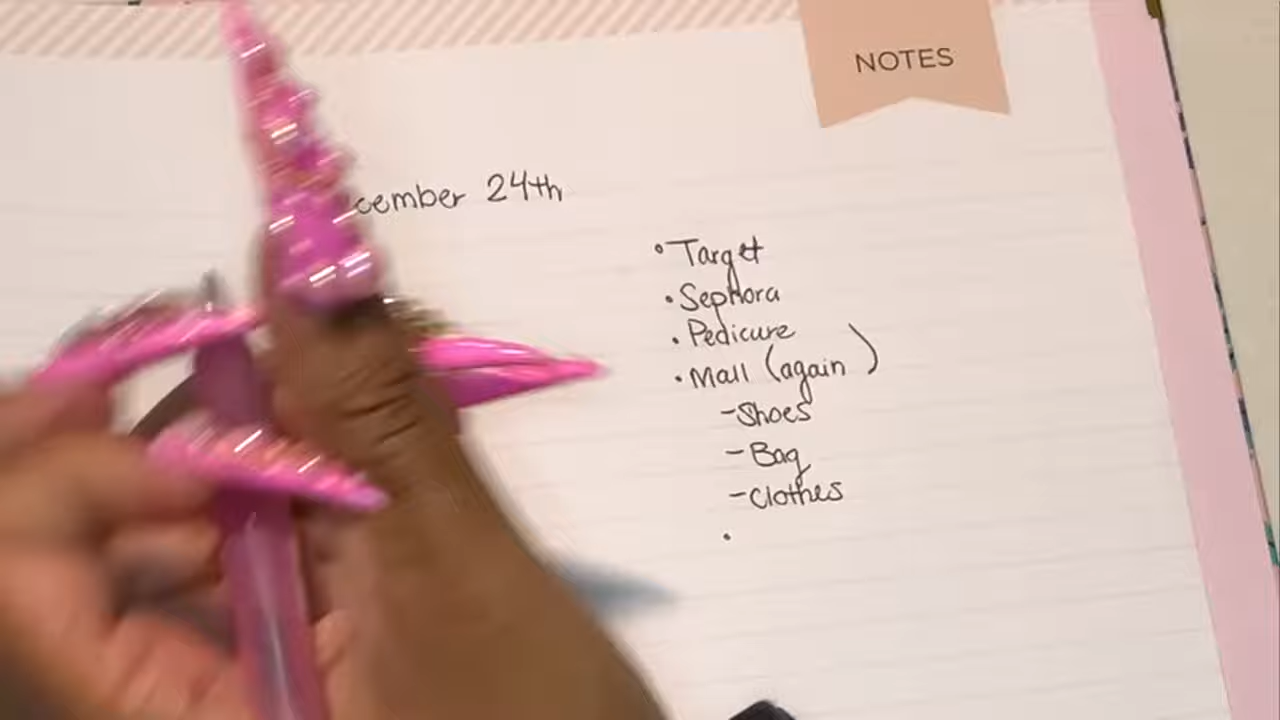 NOTES
cember 24th
• Target
• Sephora
• Pedicure
• Mall (again )
- Shoes
- Bag
- Clothes
•